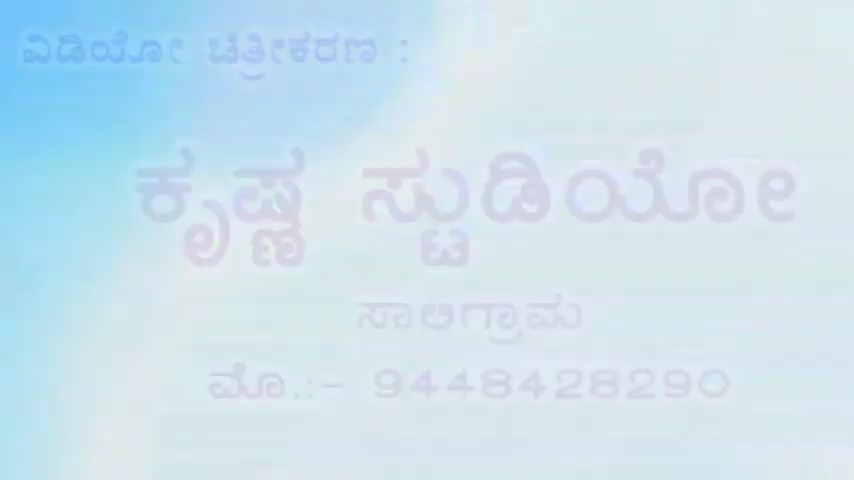 ವಿಡಿಯೋ ಚಿತ್ರೀಕರಣ :
ಕೃಷ್ಣ ಸ್ಟುಡಿಯೋ
ಸಾಲಿಗ್ರಾಮ
ಮೊ.:- 9448428290